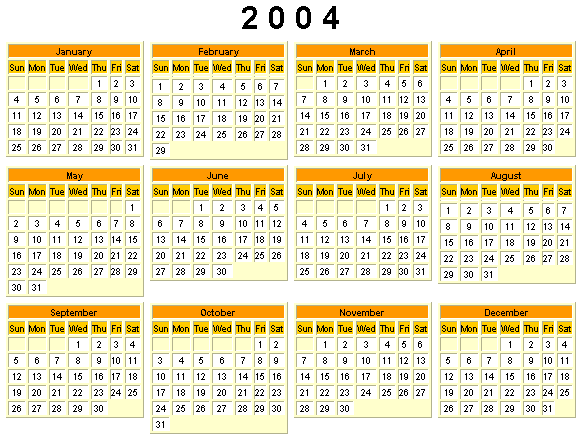 2004
January
Sun Mon Tue Wed Thu Fri Sat
1 2 3
4 5 6 7 8 9 10
11 12 13 14 15 16 17
18 19 20 21 22 23 24
25 26 27 28 29 30 31
February
Sun Mon Tue Wed Thu Fri Sat
1 2 3 4 5 6 7
8 9 10 11 12 13 14
15 16 17 18 19 20 21
22 23 24 25 26 27 28
29
March
Sun Mon Tue Wed Thu Fri Sat
1 2 3 4 5 6
7 8 9 10 11 12 13
14 15 16 17 18 19 20
21 22 23 24 25 26 27
28 29 30 31
April
Sun Mon Tue Wed Thu Fri Sat
1 2 3
4 5 6 7 8 9 10
11 12 13 14 15 16 17
18 19 20 21 22 23 24
25 26 27 28 29 30
May
Sun Mon Tue Wed Thu Fri Sat
1
2 3 4 5 6 7 8
9 10 11 12 13 14 15
16 17 18 19 20 21 22
23 24 25 26 27 28 29
30 31
June
Sun Mon Tue Wed Thu Fri Sat
1 2 3 4 5
6 7 8 9 10 11 12
13 14 15 16 17 18 19
20 21 22 23 24 25 26
27 28 29 30
July
Sun Mon Tue Wed Thu Fri Sat
1 2 3
4 5 6 7 8 9 10
11 12 13 14 15 16 17
18 19 20 21 22 23 24
25 26 27 28 29 30 31
August
Sun Mon Tue Wed Thu Fri Sat
1 2 3 4 5 6 7
8 9 10 11 12 13 14
15 16 17 18 19 20 21
22 23 24 25 26 27 28
29 30 31
September
Sun Mon Tue Wed Thu Fri Sat
1 2 3 4
5 6 7 8 9 10 11
12 13 14 15 16 17 18
19 20 21 22 23 24 25
26 27 28 29 30
October
Sun Mon Tue Wed Thu Fri Sat
1 2
3 4 5 6 7 8 9
10 11 12 13 14 15 16
17 18 19 20 21 22 23
24 25 26 27 28 29 30
31
November
Sun Mon Tue Wed Thu Fri Sat
1 2 3 4 5 6
7 8 9 10 11 12 13
14 15 16 17 18 19 20
21 22 23 24 25 26 27
28 29 30
December
Sun Mon Tue Wed Thu Fri Sat
1 2 3 4
5 6 7 8 9 10 11
12 13 14 15 16 17 18
19 20 21 22 23 24 25
26 27 28 29 30 31